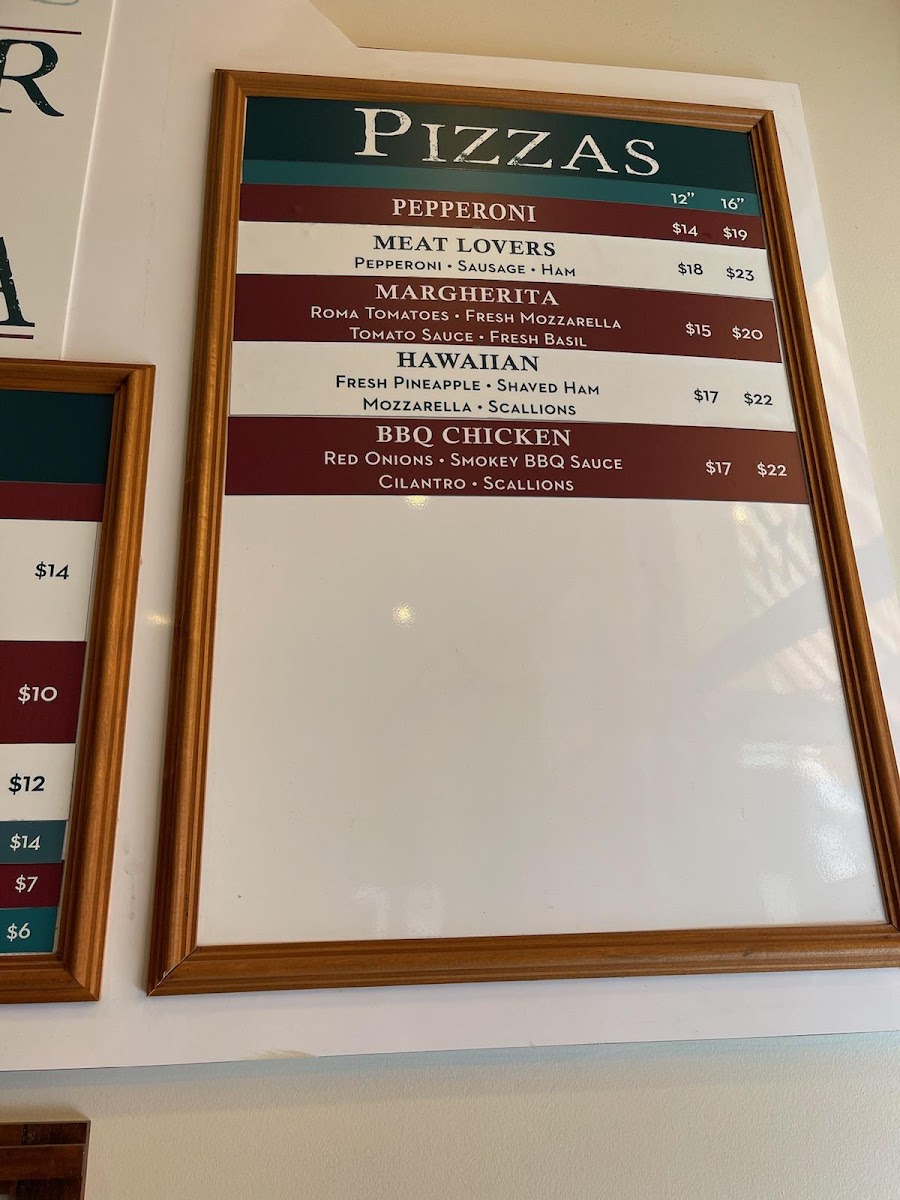 R
A
$14
$10
$12
$14
$7
$6
Pizzas
12” 16”
PEPPERONI $14 $19
MEAT LOVERS
Pepperoni • Sausage • Ham $18 $23
MARGHERITA
Roma Tomatoes • Fresh Mozzarella
Tomato Sauce • Fresh Basil $15 $20
HAWAIIAN
Fresh Pineapple • Shaved Ham
Mozzarella • Scallions $17 $22
BBQ CHICKEN
Red Onions • Smokey BBQ Sauce
Cilantro • Scallions $17 $22